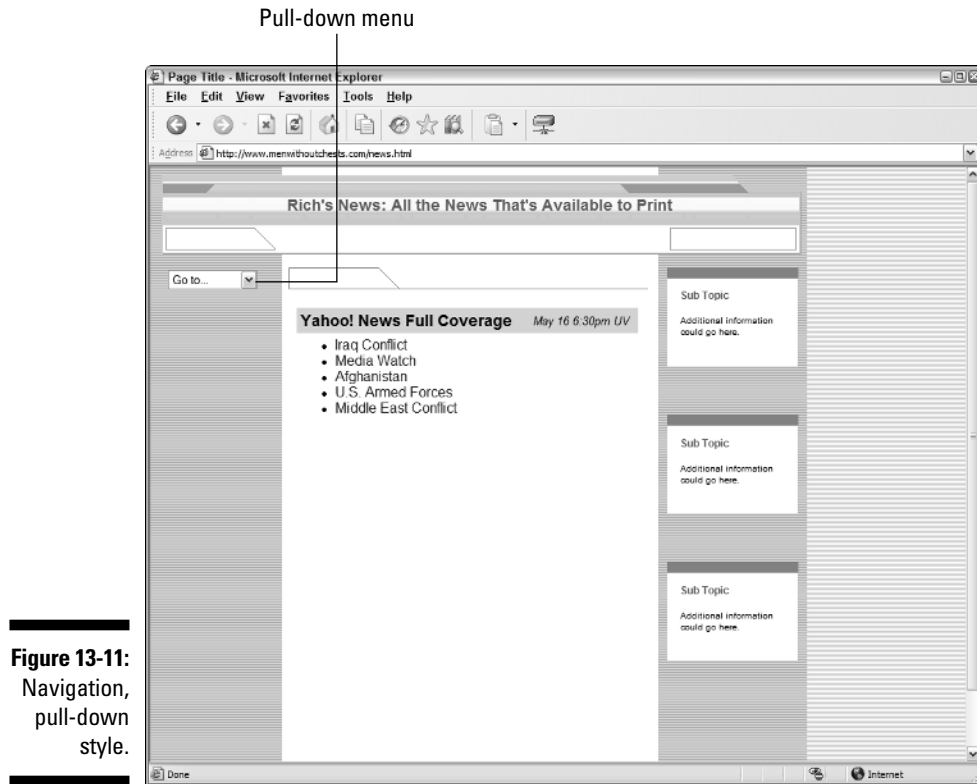 Pull-down menu
Page Title - Microsoft Internet Explorer
File Edit View Favorites Tools Help
Address http://www.menwithoutchests.com/news.html
Rich's News: All the News That's Available to Print
Go to...
Yahoo! News Full Coverage May 16 6:30pm UV
• Iraq Conflict
• Media Watch
• Afghanistan
• U.S. Armed Forces
• Middle East Conflict
Sub Topic
Additional information
could go here.
Sub Topic
Additional information
could go here.
Sub Topic
Additional information
could go here.
Done
Internet
Figure 13-11:
Navigation,
pull-down
style.